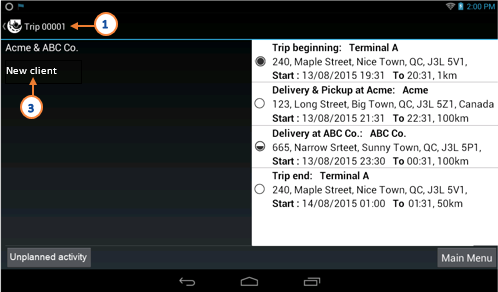 2:00 PM
Trip 00001
1
Acme & ABC Co.
New client
3
Trip beginning: Terminal A
240, Maple Street, Nice Town, QC, J3L 5V1,
Start : 13/08/2015 19:31 To 20:31, 1km
Delivery & Pickup at Acme: Acme
123, Long Street, Big Town, QC, J3L 5Z1, Canada
Start : 13/08/2015 21:31 To 22:31, 100km
Delivery at ABC Co.: ABC Co.
665, Narrow Srteet, Sunny Town, QC, J3L 5P1,
Start : 13/08/2015 23:30 To 00:31, 100km
Trip end: Terminal A
240, Maple Street, Nice Town, QC, J3L 5V1,
Start : 14/08/2015 01:00 To 01:31, 50km
Unplanned activity
Main Menu